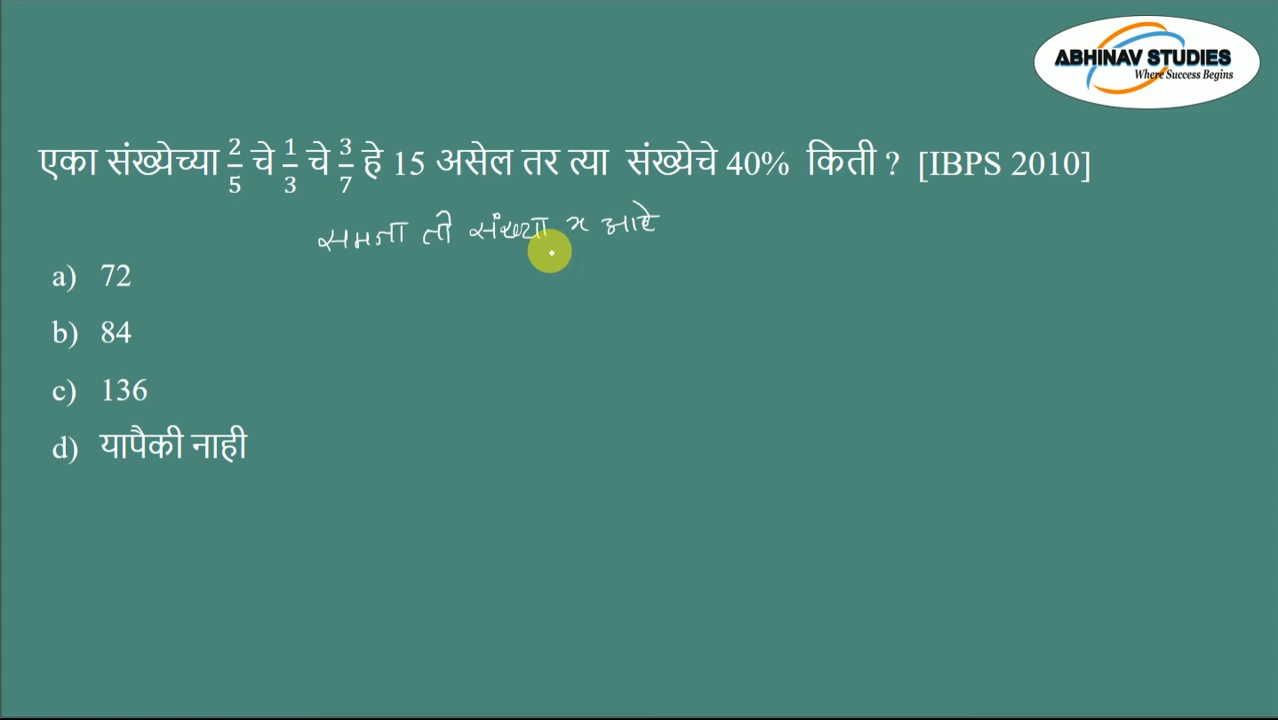 ABHINAV STUDIES
Where Success Begins
एका संख्येच्या 2/5 चे 1/3 चे 3/7 हे 15 असेल तर त्या संख्येचे 40% किती ? [IBPS 2010]
समजा ती संख्या x आहे
a) 72
b) 84
c) 136
d) यापैकी नाही